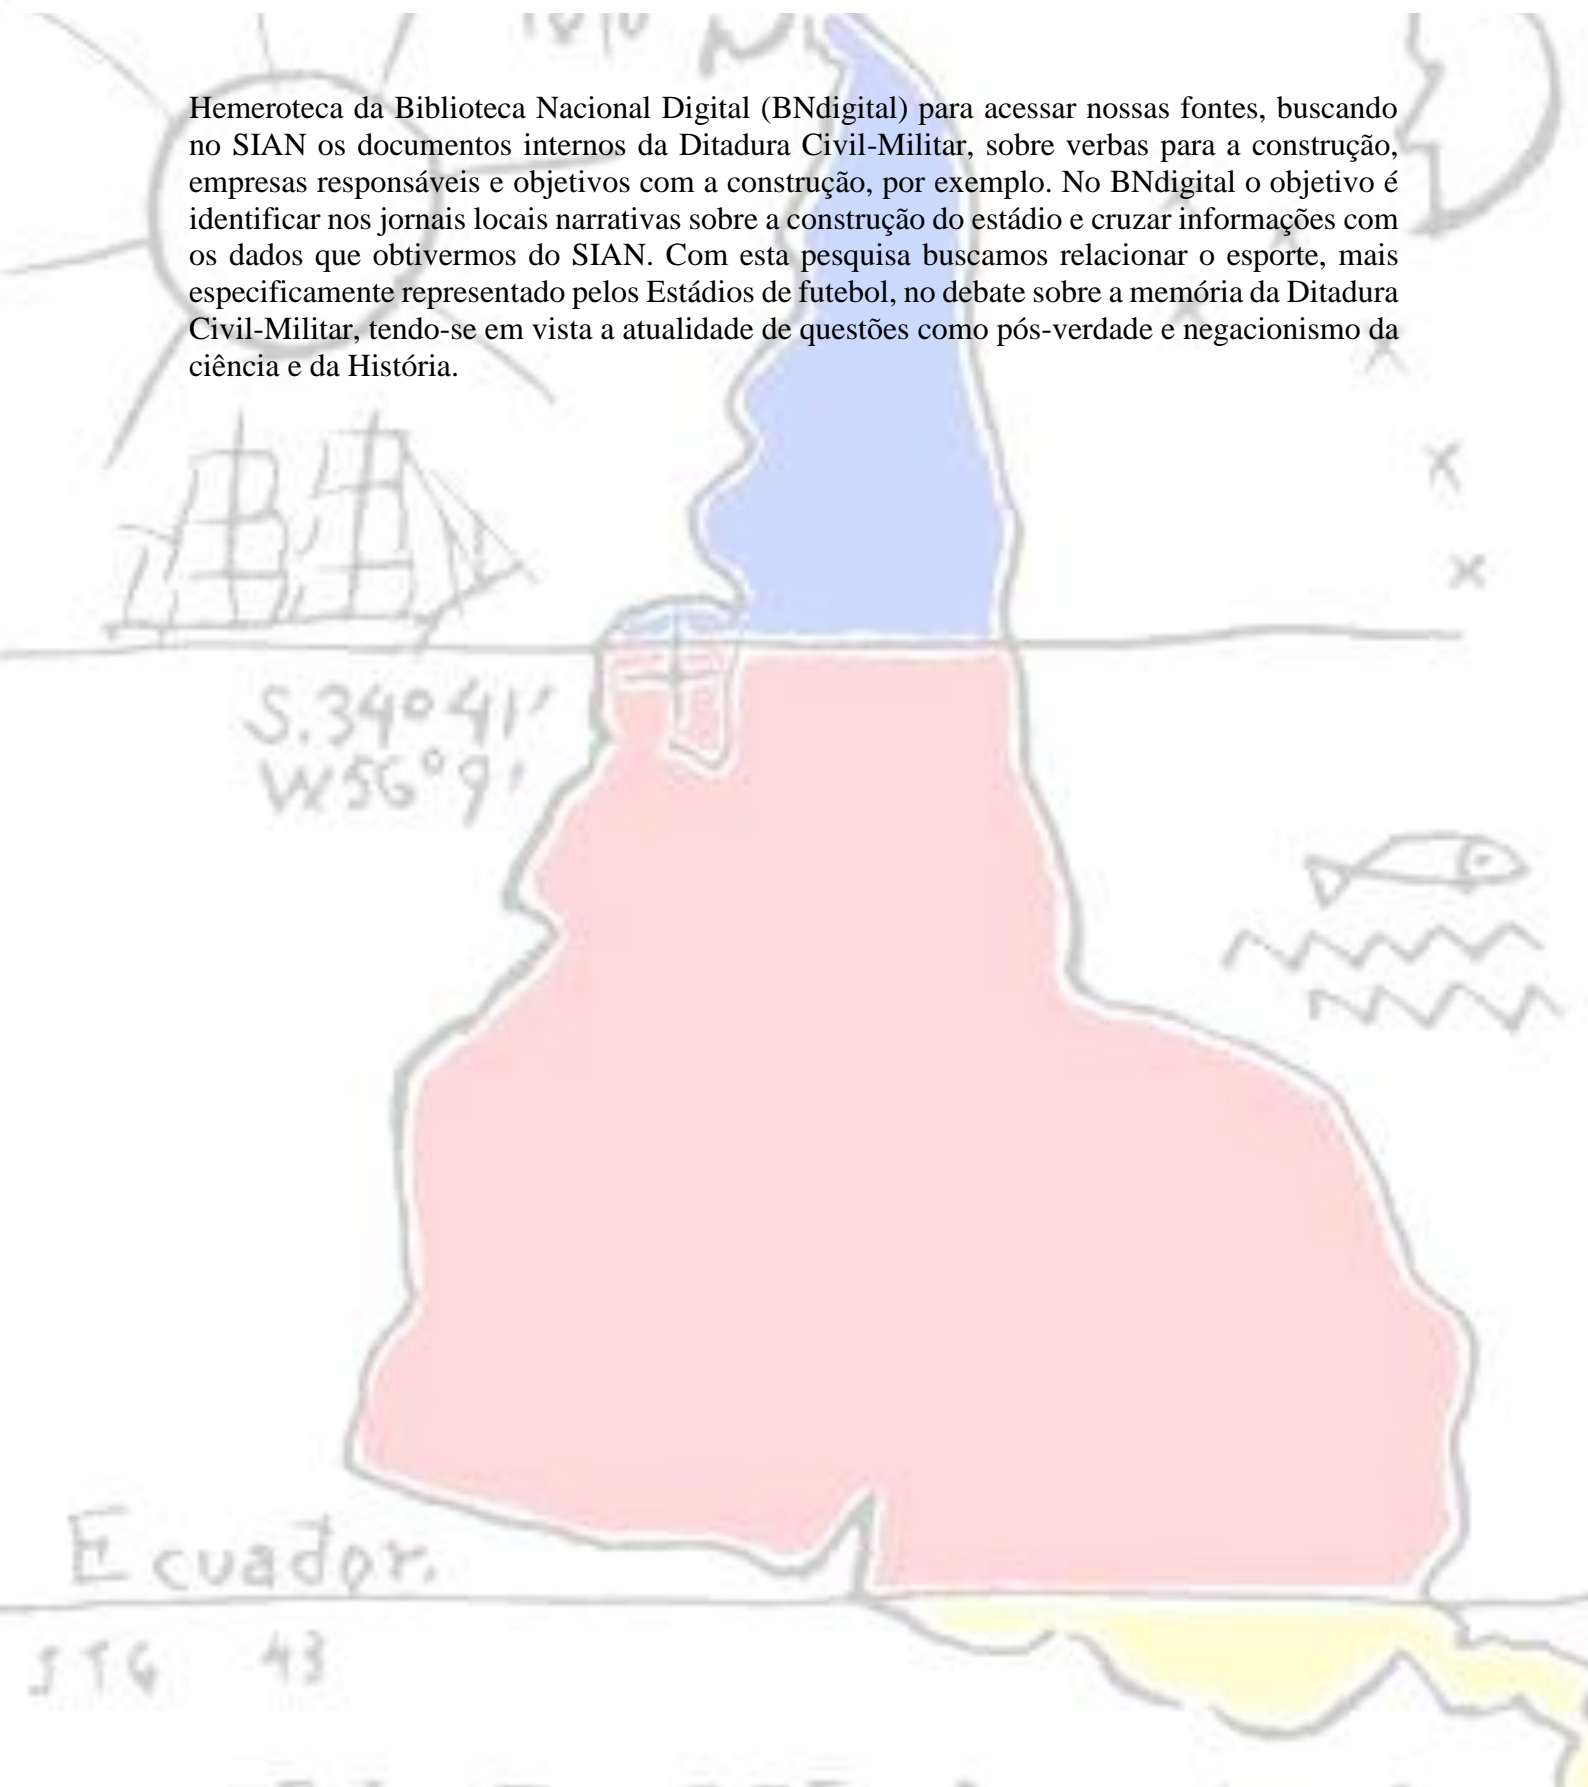 Hemeroteca da Biblioteca Nacional Digital (BNdigital) para acessar nossas fontes, buscando
no SIAN os documentos internos da Ditadura Civil-Militar, sobre verbas para a construção,
empresas responsáveis e objetivos com a construção, por exemplo. No BNdigital o objetivo é
identificar nos jornais locais narrativas sobre a construção do estádio e cruzar informações com
os dados que obtivermos do SIAN. Com esta pesquisa buscamos relacionar o esporte, mais
especificamente representado pelos Estádios de futebol, no debate sobre a memória da Ditadura
Civil-Militar, tendo-se em vista a atualidade de questões como pós-verdade e negacionismo da
ciência e da História.
S. 34° 41'
W 56° 9'
Ecuador.
JTG 43